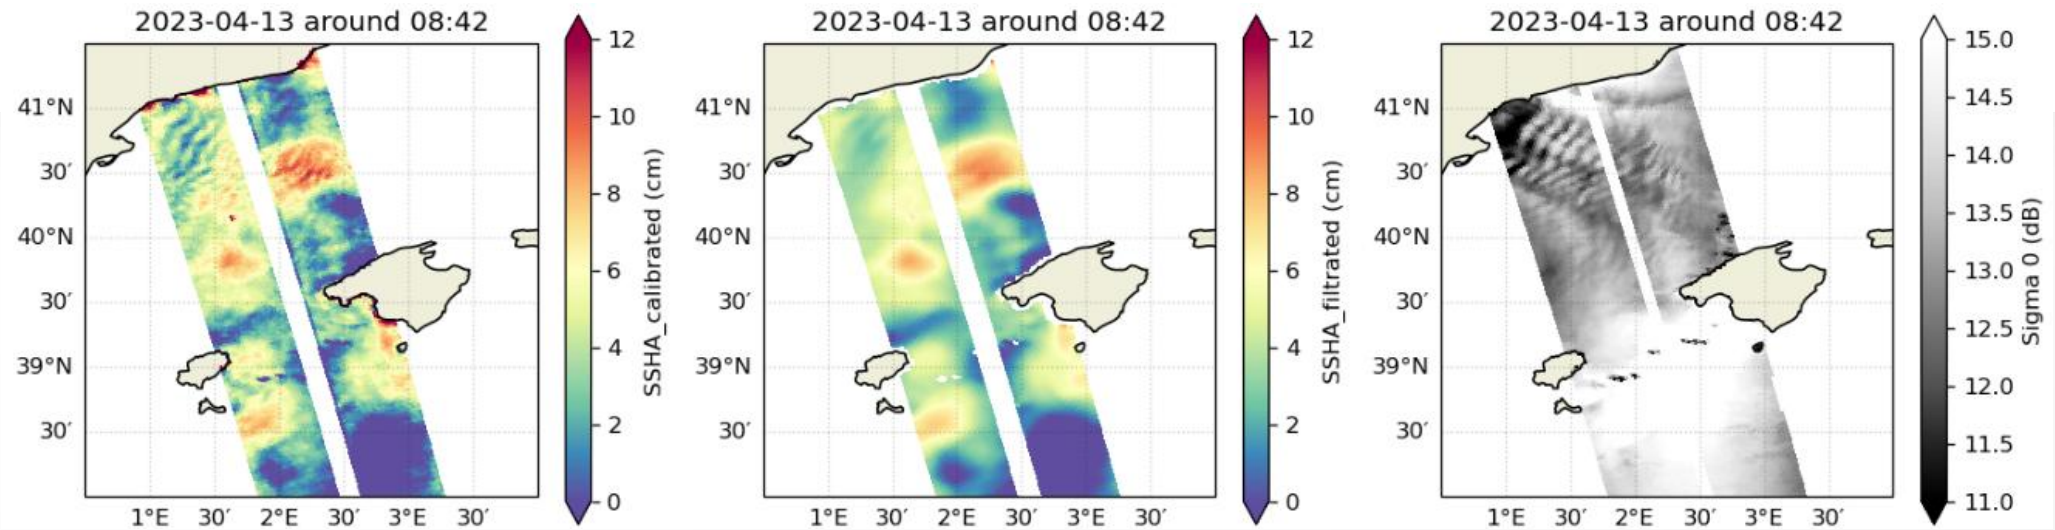 2023-04-13 around 08:42
41°N
30′
40°N
30′
39°N
30′
1°E 30′ 2°E 30′ 3°E 30′
12
10
8
6
4
2
0
SSHA_calibrated (cm)
2023-04-13 around 08:42
41°N
30′
40°N
30′
39°N
30′
1°E 30′ 2°E 30′ 3°E 30′
12
10
8
6
4
2
0
SSHA_filtrated (cm)
2023-04-13 around 08:42
41°N
30′
40°N
30′
39°N
30′
1°E 30′ 2°E 30′ 3°E 30′
15.0
14.5
14.0
13.5
13.0
12.5
12.0
11.5
11.0
Sigma 0 (dB)